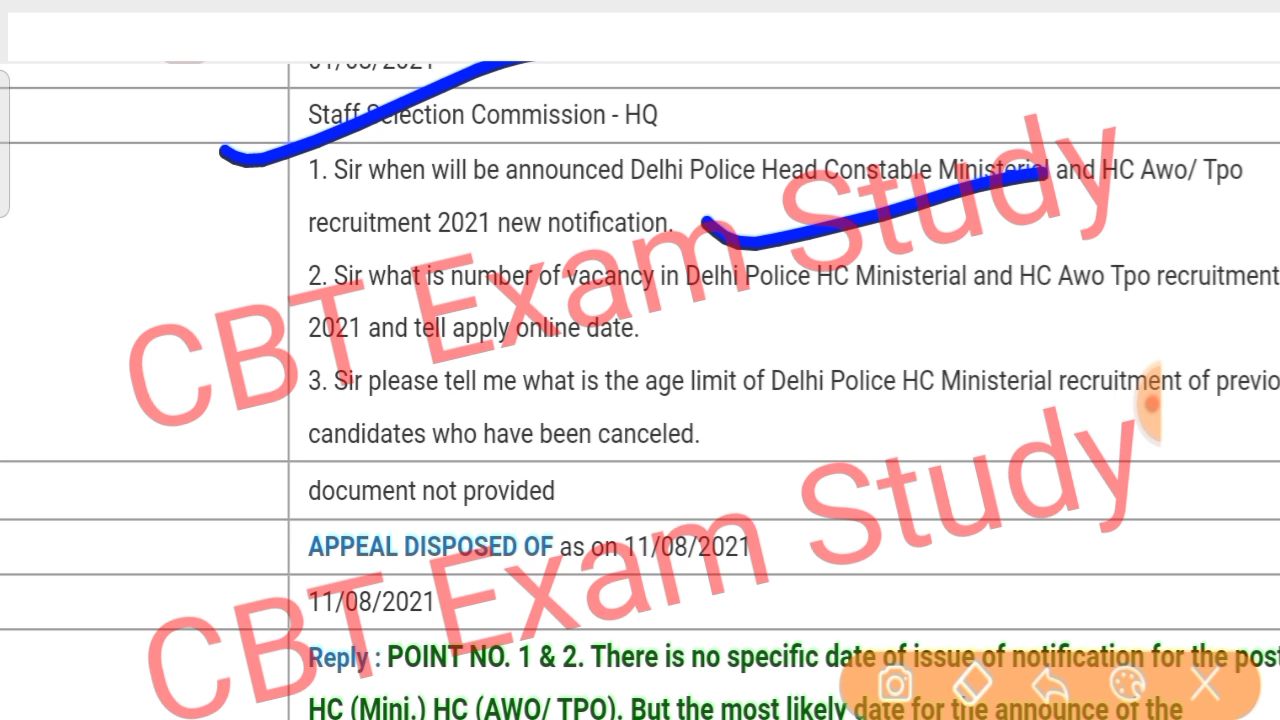 Staff Selection Commission - HQ
1. Sir when will be announced Delhi Police Head Constable Ministerial and HC Awo/ Tpo
recruitment 2021 new notification.
2. Sir what is number of vacancy in Delhi Police HC Ministerial and HC Awo Tpo recruitment
2021 and tell apply online date.
3. Sir please tell me what is the age limit of Delhi Police HC Ministerial recruitment of
candidates who have been canceled.
CBT Exam Study
document not provided
APPEAL DISPOSED OF as on 11/08/2021
11/08/2021
Reply : POINT NO. 1 & 2. There is no specific date of issue of notification for the post
HC (Mini.) HC (AWO/ TPO). But the most likely date for the announce of the
CBT Exam Study